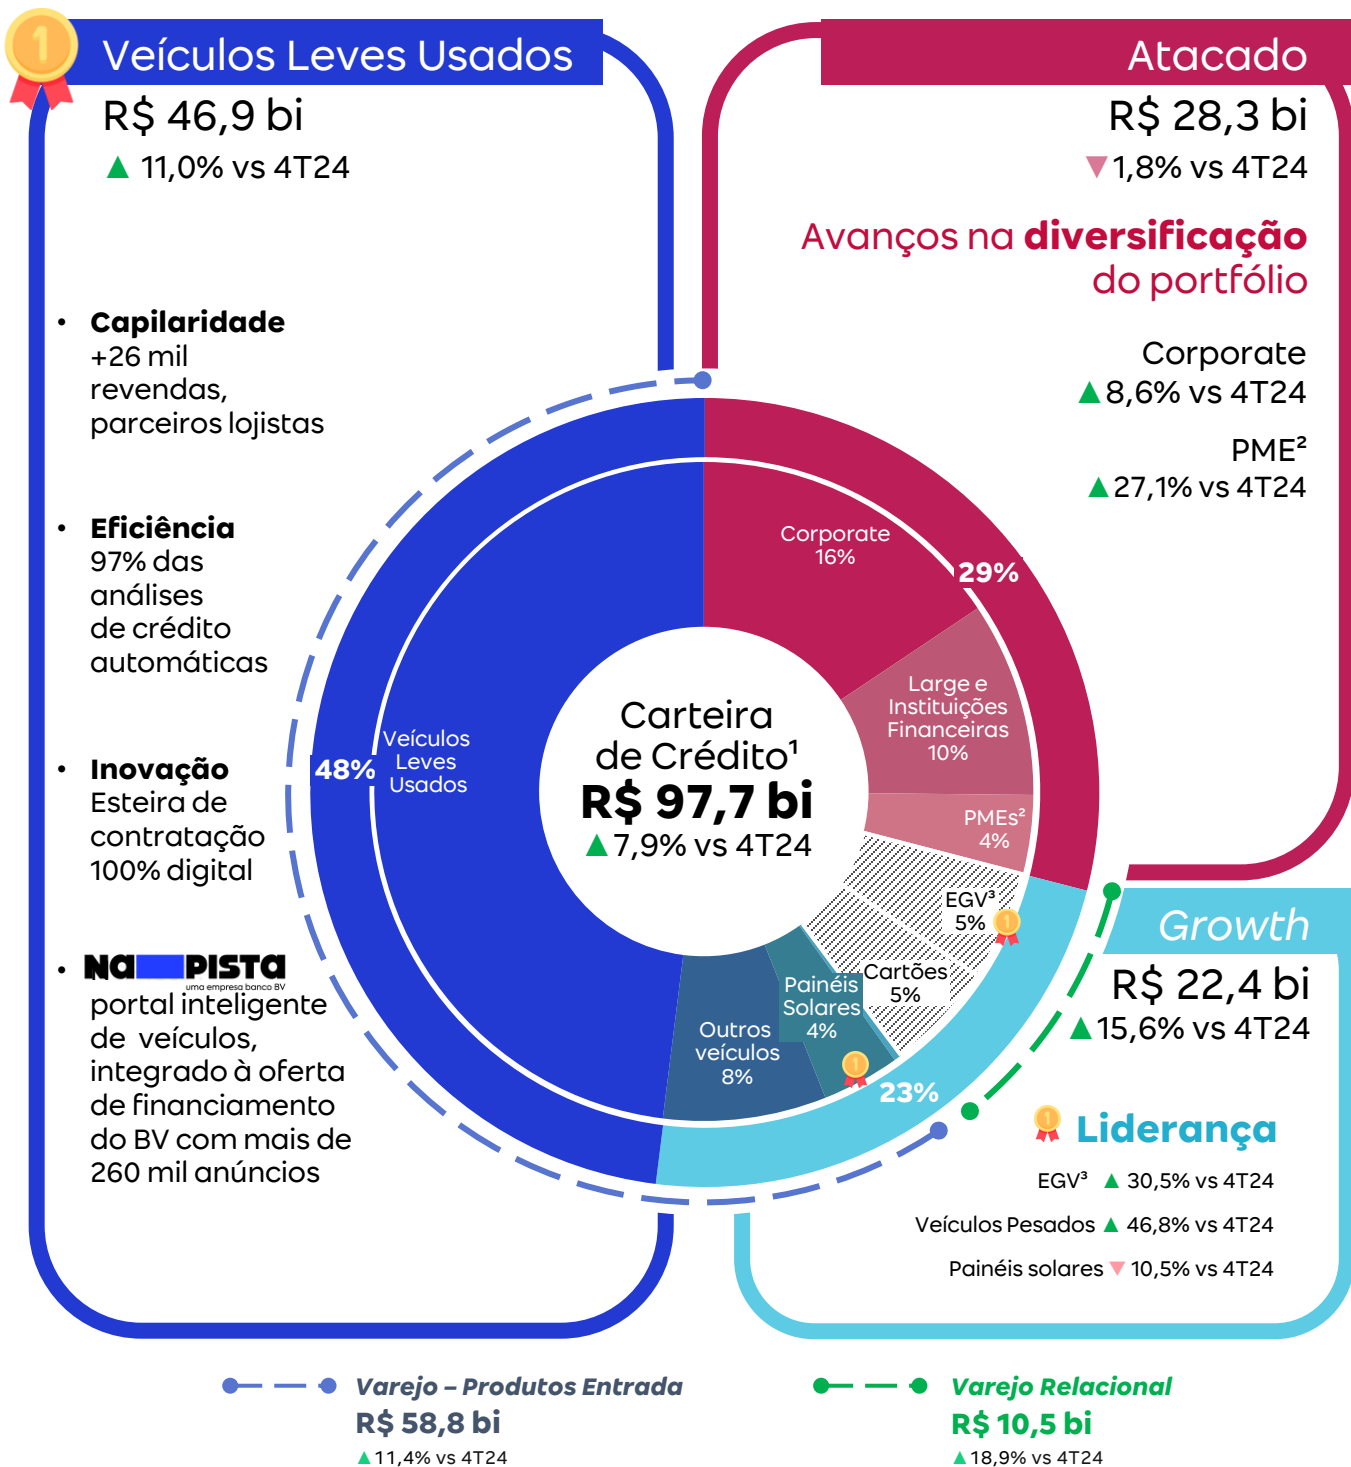 1
Veículos Leves Usados
R$ 46,9 bi
▲ 11,0% vs 4T24
• Capilaridade
+26 mil
revendas,
parceiros lojistas
• Eficiência
97% das
análises
de crédito
automáticas
• Inovação
Esteira de
contratação
100% digital
• NA PISTA
uma empresa banco BV
portal inteligente
de veículos,
integrado à oferta
de financiamento
do BV com mais de
260 mil anúncios
Atacado
R$ 28,3 bi
▼ 1,8% vs 4T24
Avanços na diversificação
do portfólio
Corporate
▲ 8,6% vs 4T24
PME²
▲ 27,1% vs 4T24
Corporate
16%
29%
Large e
Instituições
Financeiras
10%
PMEs²
4%
EGV³
5%
1
Cartões
5%
Painéis
Solares
4%
1
Outros
veículos
8%
23%
48%
Veículos
Leves
Usados
Carteira
de Crédito¹
R$ 97,7 bi
▲ 7,9% vs 4T24
Growth
R$ 22,4 bi
▲ 15,6% vs 4T24
1
Liderança
EGV³ ▲ 30,5% vs 4T24
Veículos Pesados ▲ 46,8% vs 4T24
Painéis solares ▼ 10,5% vs 4T24
Varejo – Produtos Entrada
R$ 58,8 bi
▲ 11,4% vs 4T24
Varejo Relacional
R$ 10,5 bi
▲ 18,9% vs 4T24